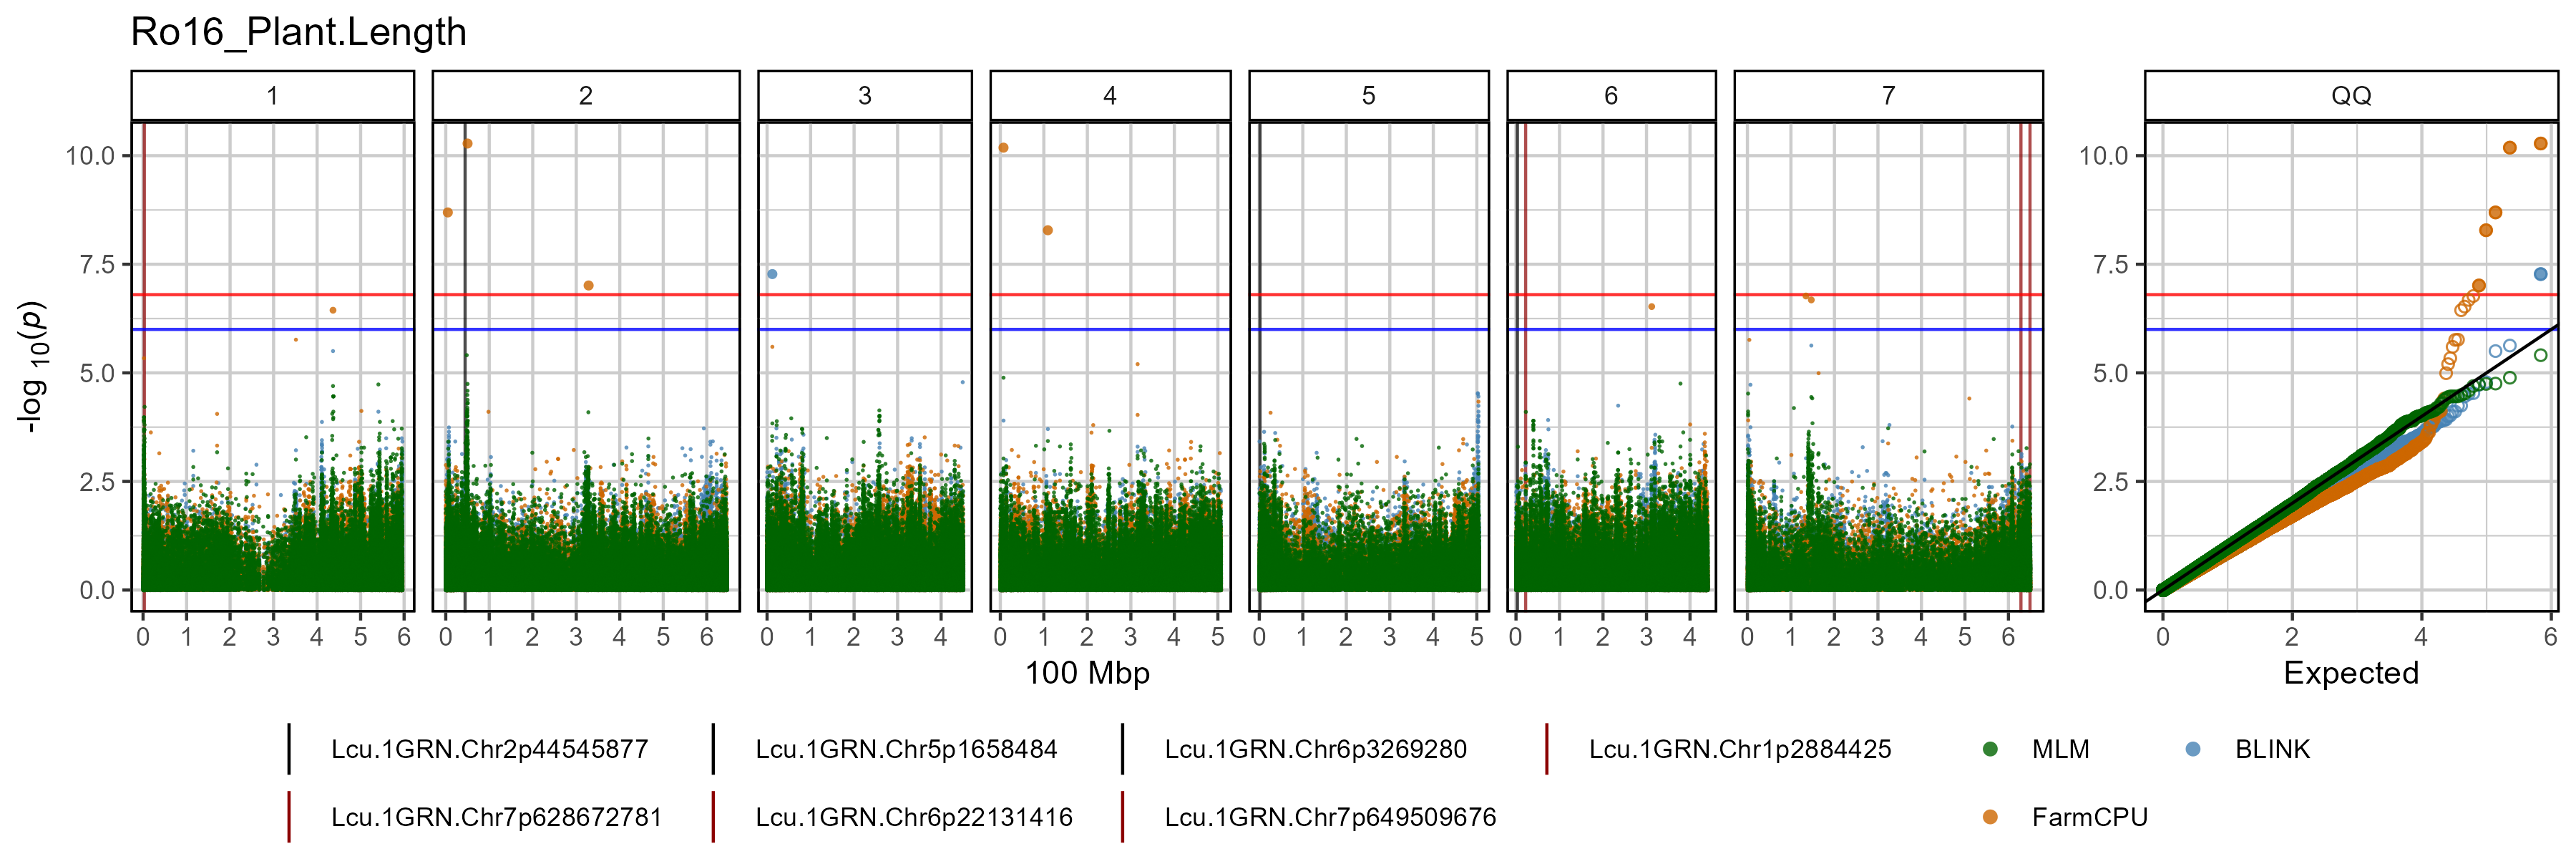 Ro16_Plant.Length
1 2 3 4 5 6 7 QQ
10.0 10.0
7.5 7.5
5.0 5.0
2.5 2.5
0.0 0.0
-log 10(p)
0 1 2 3 4 5 6 0 1 2 3 4 5 6 0 1 2 3 4 0 1 2 3 4 5 0 1 2 3 4 5 0 1 2 3 4 0 1 2 3 4 5 6 0 2 4 6
100 Mbp Expected
Lcu.1GRN.Chr2p44545877 Lcu.1GRN.Chr5p1658484 Lcu.1GRN.Chr6p3269280 Lcu.1GRN.Chr1p2884425 MLM BLINK
Lcu.1GRN.Chr7p628672781 Lcu.1GRN.Chr6p22131416 Lcu.1GRN.Chr7p649509676 FarmCPU